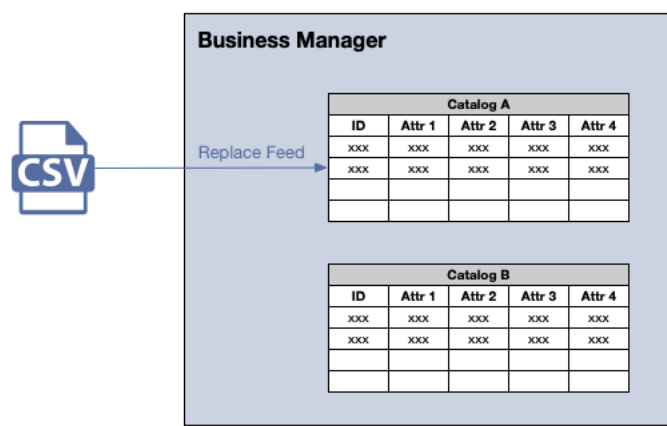 Business Manager
Catalog A
ID Attr 1 Attr 2 Attr 3 Attr 4
xxx xxx xxx xxx xxx
CSV Replace Feed
xxx xxx xxx xxx xxx
Catalog B
ID Attr 1 Attr 2 Attr 3 Attr 4
xxx xxx xxx xxx xxx
xxx xxx xxx xxx xxx